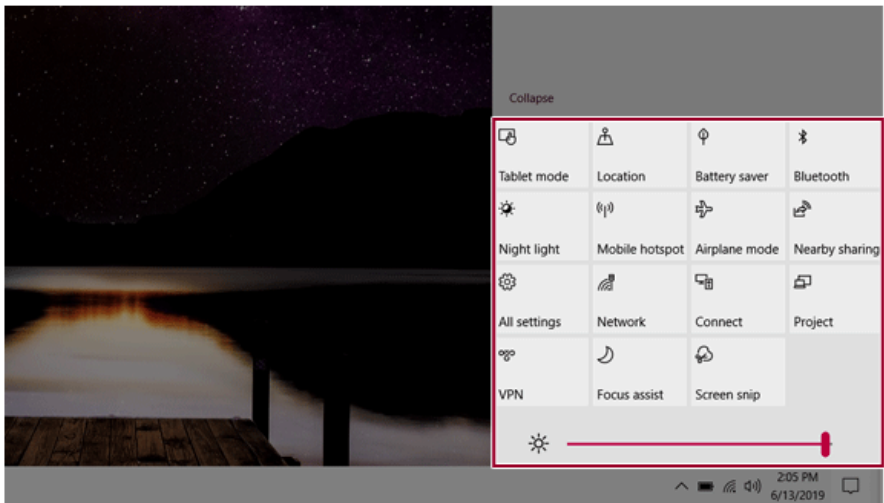 Collapse
Tablet mode
Location
Battery saver
Bluetooth
Night light
Mobile hotspot
Airplane mode
Nearby sharing
All settings
Network
Connect
Project
VPN
Focus assist
Screen snip
2:05 PM
6/13/2019